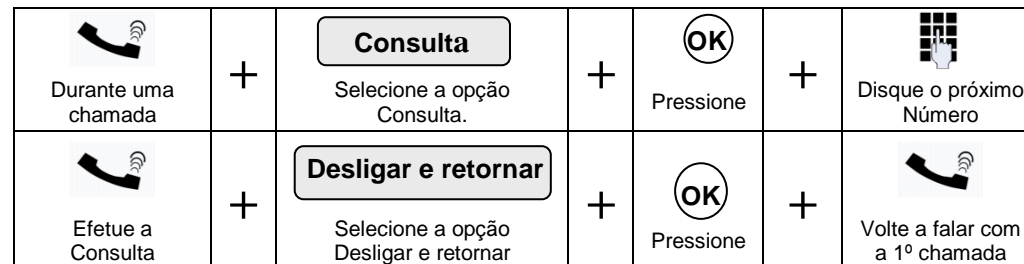 Durante uma
chamada
+
Consulta
Selecione a opção
Consulta.
+
OK
Pressione
+
Disque o próximo
Número
Efetue a
Consulta
+
Desligar e retornar
Selecione a opção
Desligar e retornar
+
OK
Pressione
+
Volte a falar com
a 1º chamada